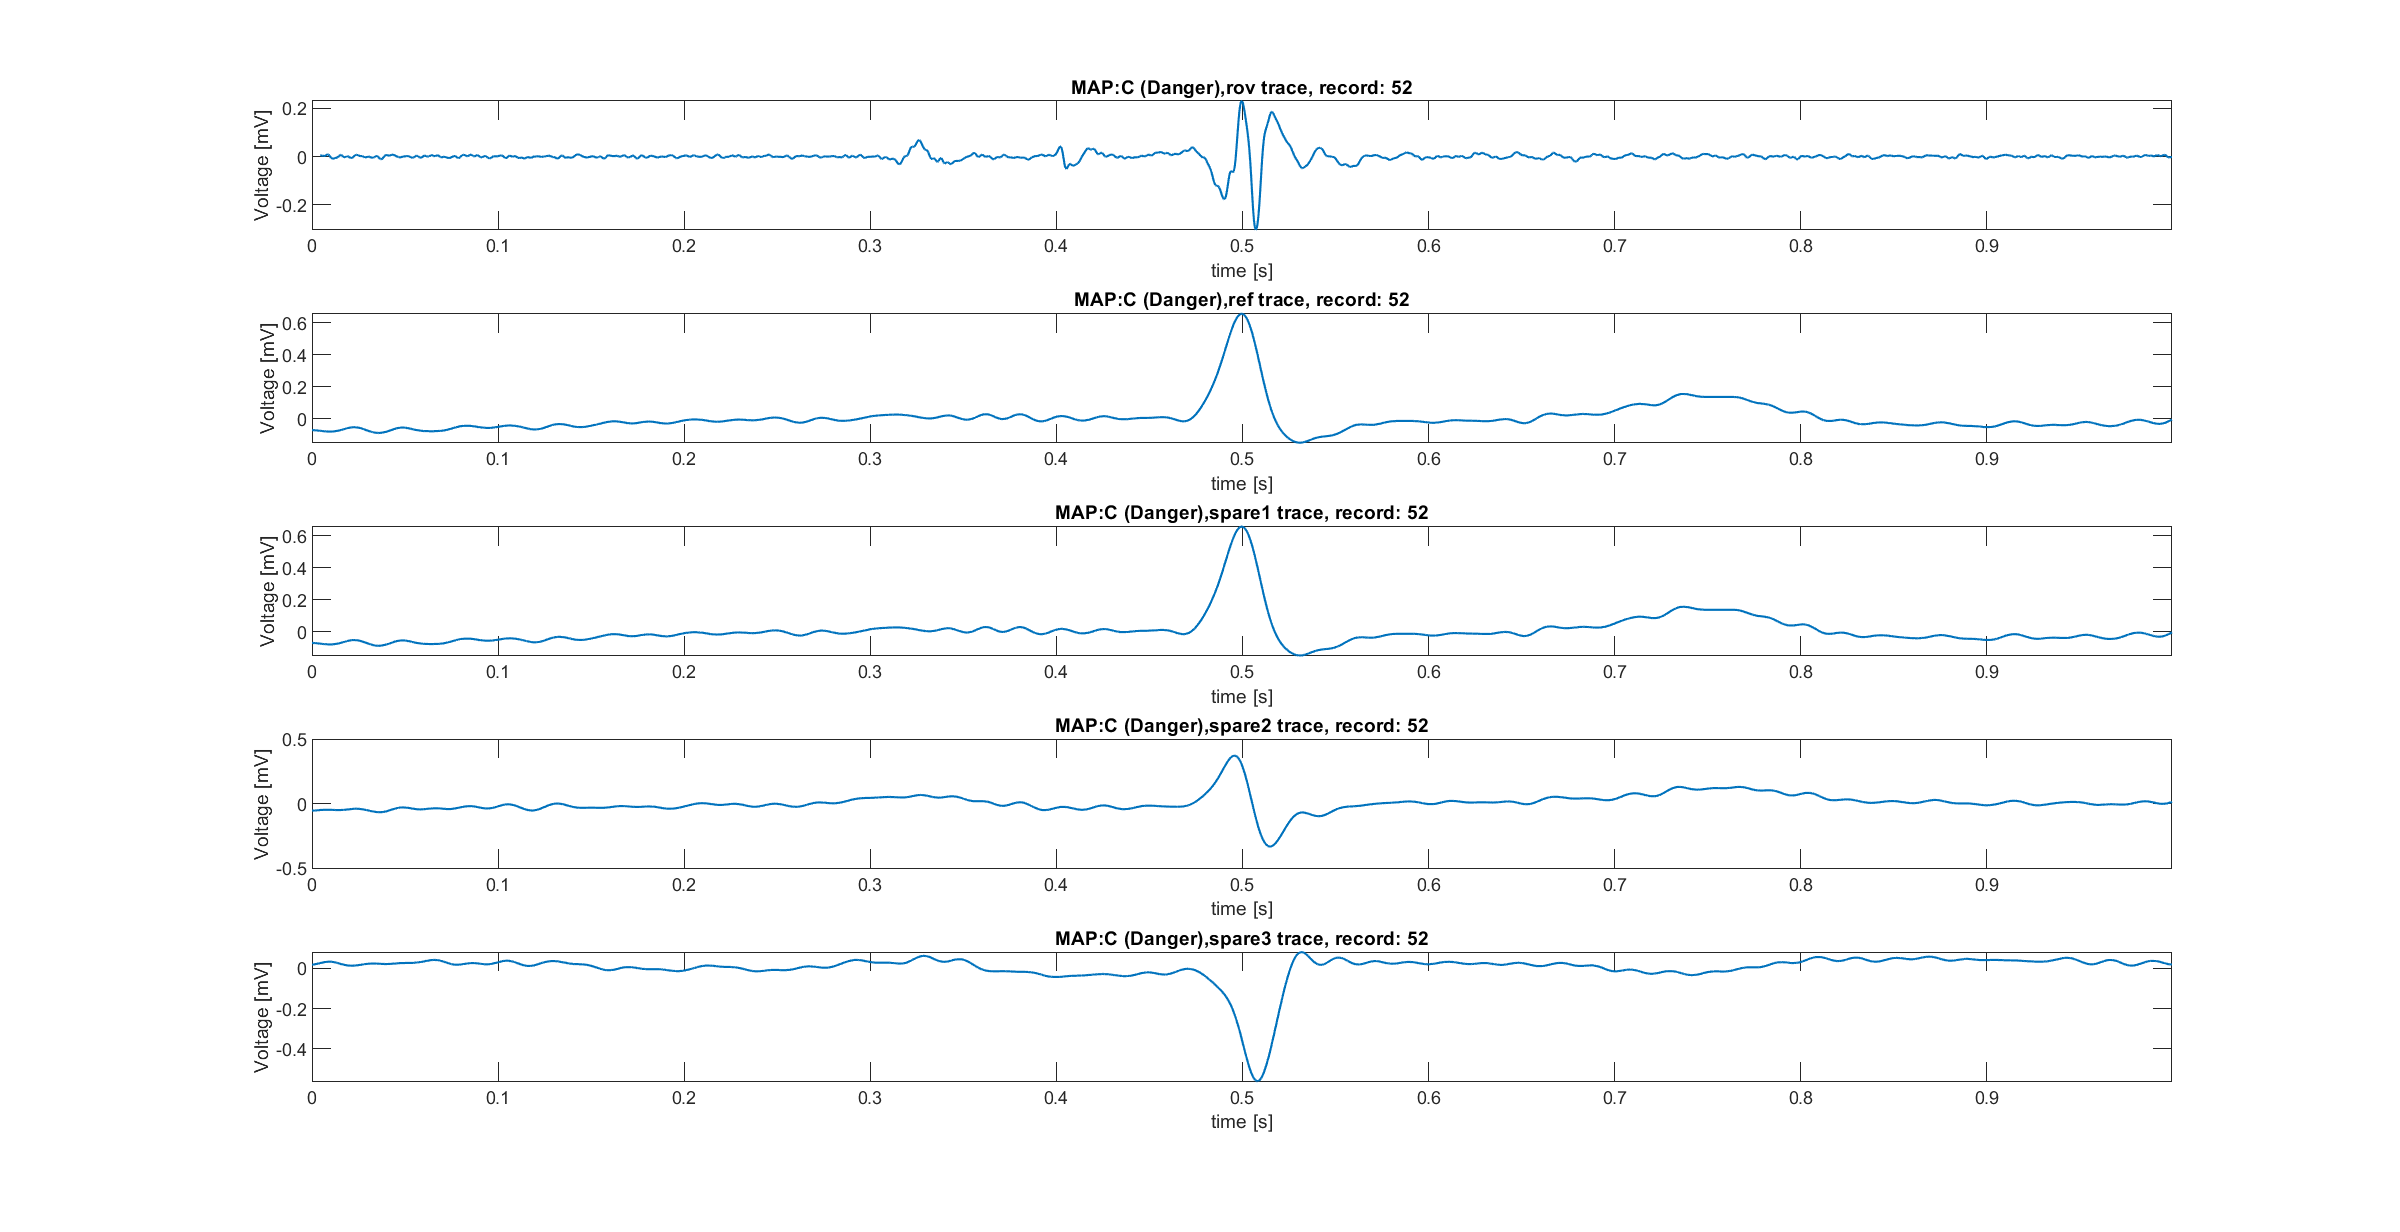 MAP:C (Danger),rov trace, record: 52
Voltage [mV]
0.2
0
-0.2
0 0.1 0.2 0.3 0.4 0.5 0.6 0.7 0.8 0.9
time [s]
MAP:C (Danger),ref trace, record: 52
Voltage [mV]
0.6
0.4
0.2
0
0 0.1 0.2 0.3 0.4 0.5 0.6 0.7 0.8 0.9
time [s]
MAP:C (Danger),spare1 trace, record: 52
Voltage [mV]
0.6
0.4
0.2
0
0 0.1 0.2 0.3 0.4 0.5 0.6 0.7 0.8 0.9
time [s]
MAP:C (Danger),spare2 trace, record: 52
Voltage [mV]
0.5
0
-0.5
0 0.1 0.2 0.3 0.4 0.5 0.6 0.7 0.8 0.9
time [s]
MAP:C (Danger),spare3 trace, record: 52
Voltage [mV]
0
-0.2
-0.4
0 0.1 0.2 0.3 0.4 0.5 0.6 0.7 0.8 0.9
time [s]